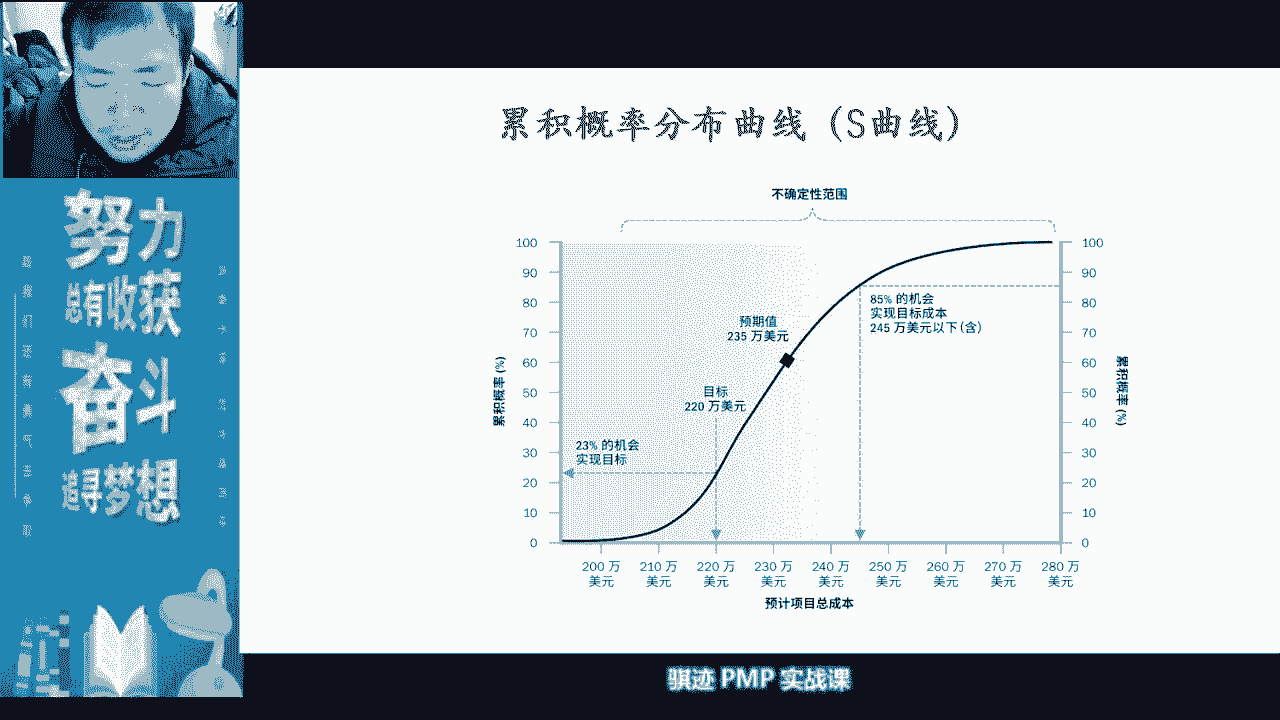 累积概率分布曲线 (S曲线)
不确定性范围
100
90
80
70
60
50
40
30
20
10
0
累积概率 (%)
预期值
235 万美元
目标
220 万美元
23% 的机会
实现目标
85% 的机会
实现目标成本
245 万美元以下(含)
100
90
80
70
60
50
40
30
20
10
0
累积概率 (%)
200 万
美元
210 万
美元
220 万
美元
230 万
美元
240 万
美元
250 万
美元
260 万
美元
270 万
美元
280 万
美元
预计项目总成本
努力
总有收获
奋斗
追寻梦想
骐迹 PMP 实战课